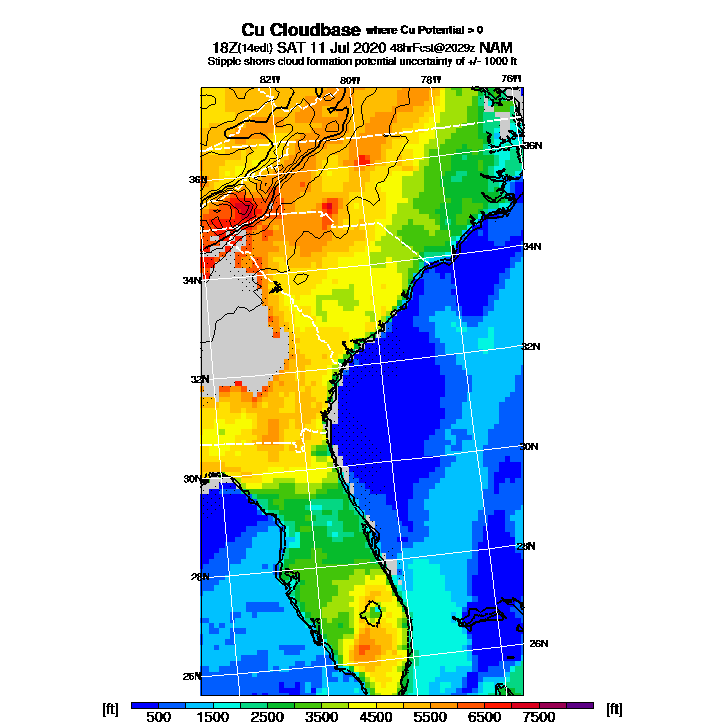 Cu Cloudbase where Cu Potential > 0
18Z(14edt) SAT 11 Jul 2020 48hrFcst@2029z NAM
Stipple shows cloud formation potential uncertainty of +/- 1000 ft
82W 80W 78W 76W
36N
36N
34N
34N
32N
32N
30N
30N
28N
28N
26N
26N
[ft] [ft]
500 1500 2500 3500 4500 5500 6500 7500